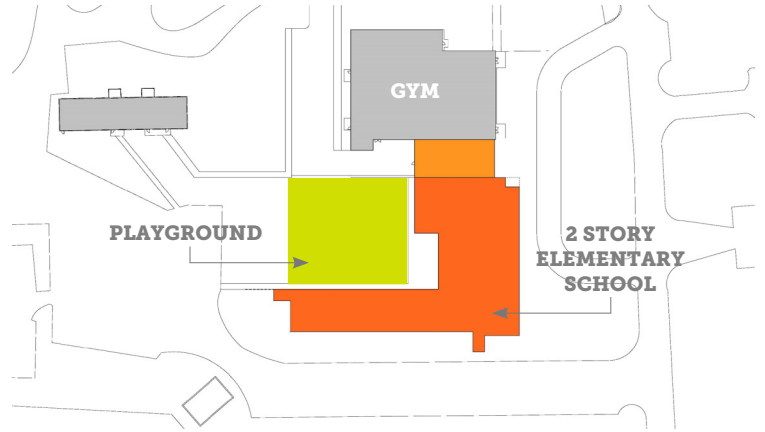 GYM
PLAYGROUND
2 STORY
ELEMENTARY
SCHOOL